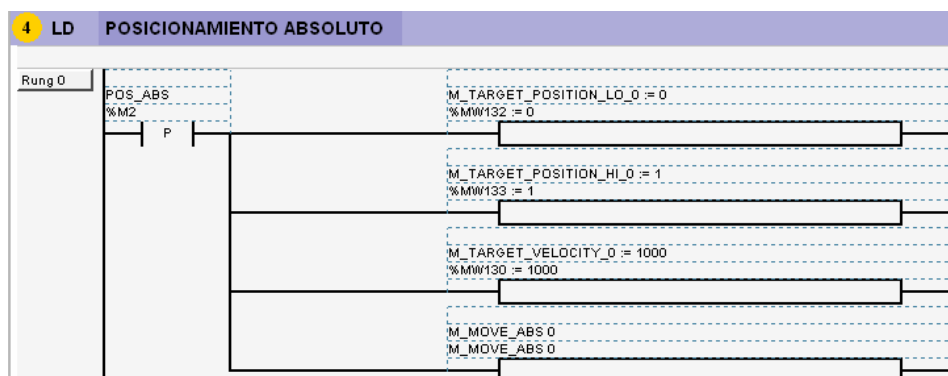 4 LD POSICIONAMIENTO ABSOLUTO
Rung 0
POS_ABS
%M2
P
M_TARGET_POSITION_LO_0 := 0
%MW132 := 0
M_TARGET_POSITION_HI_0 := 1
%MW133 := 1
M_TARGET_VELOCITY_0 := 1000
%MW130 := 1000
M_MOVE_ABS 0
M_MOVE_ABS 0